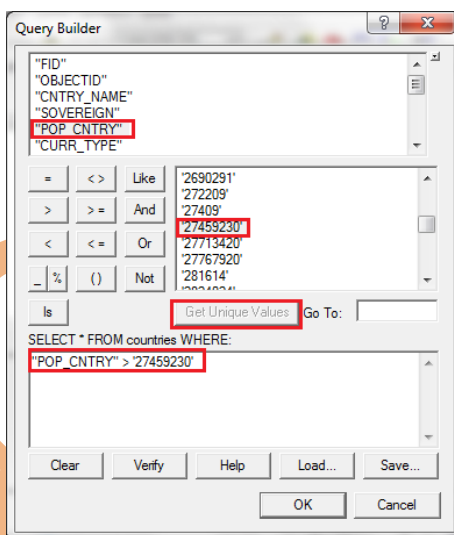 Query Builder
"FID"
"OBJECTID"
"CNTRY_NAME"
"SOVEREIGN"
"POP_CNTRY"
"CURR_TYPE"
= <> Like
> >= And
< <= Or
_ % () Not
Is
'2690291'
'272209'
'27409'
'27459230'
'27713420'
'27767920'
'281614'
Get Unique Values Go To:
SELECT * FROM countries WHERE:
"POP_CNTRY" > '27459230'
Clear Verify Help Load... Save...
OK Cancel